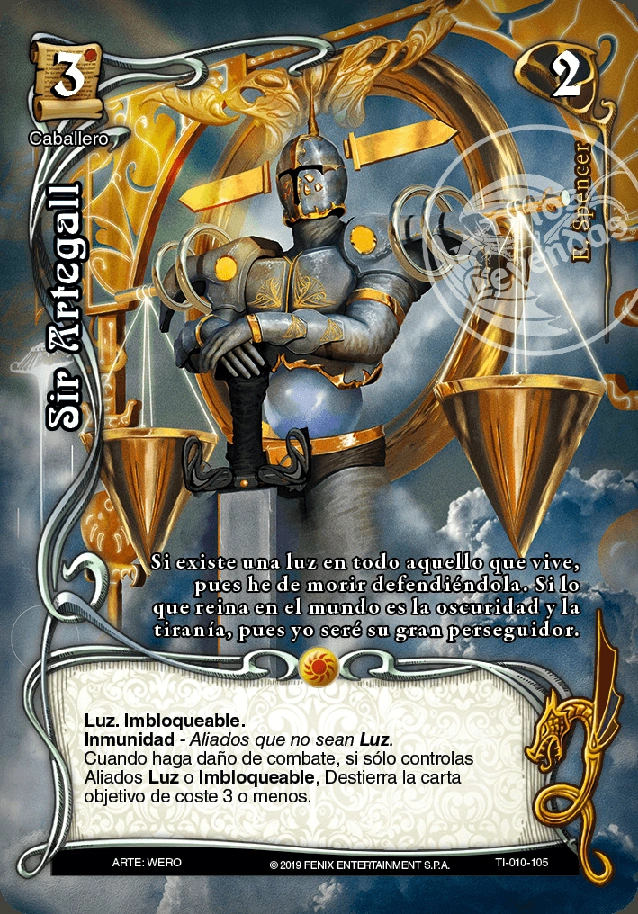 3
2
Caballero
Sir Artegall
E. Spencer
Si existe una luz en todo aquello que vive,
pues he de morir defendiéndola. Si lo
que reina en el mundo es la oscuridad y la
tiranía, pues yo seré su gran perseguidor.
Luz. Imbloqueable.
Inmunidad - Aliados que no sean Luz.
Cuando haga daño de combate, si sólo controlas
Aliados Luz o Imbloqueable, Destierra la carta
objetivo de coste 3 o menos.
ARTE: WERO
© 2019 FENIX ENTERTAINMENT S.P.A.
TI-010-105